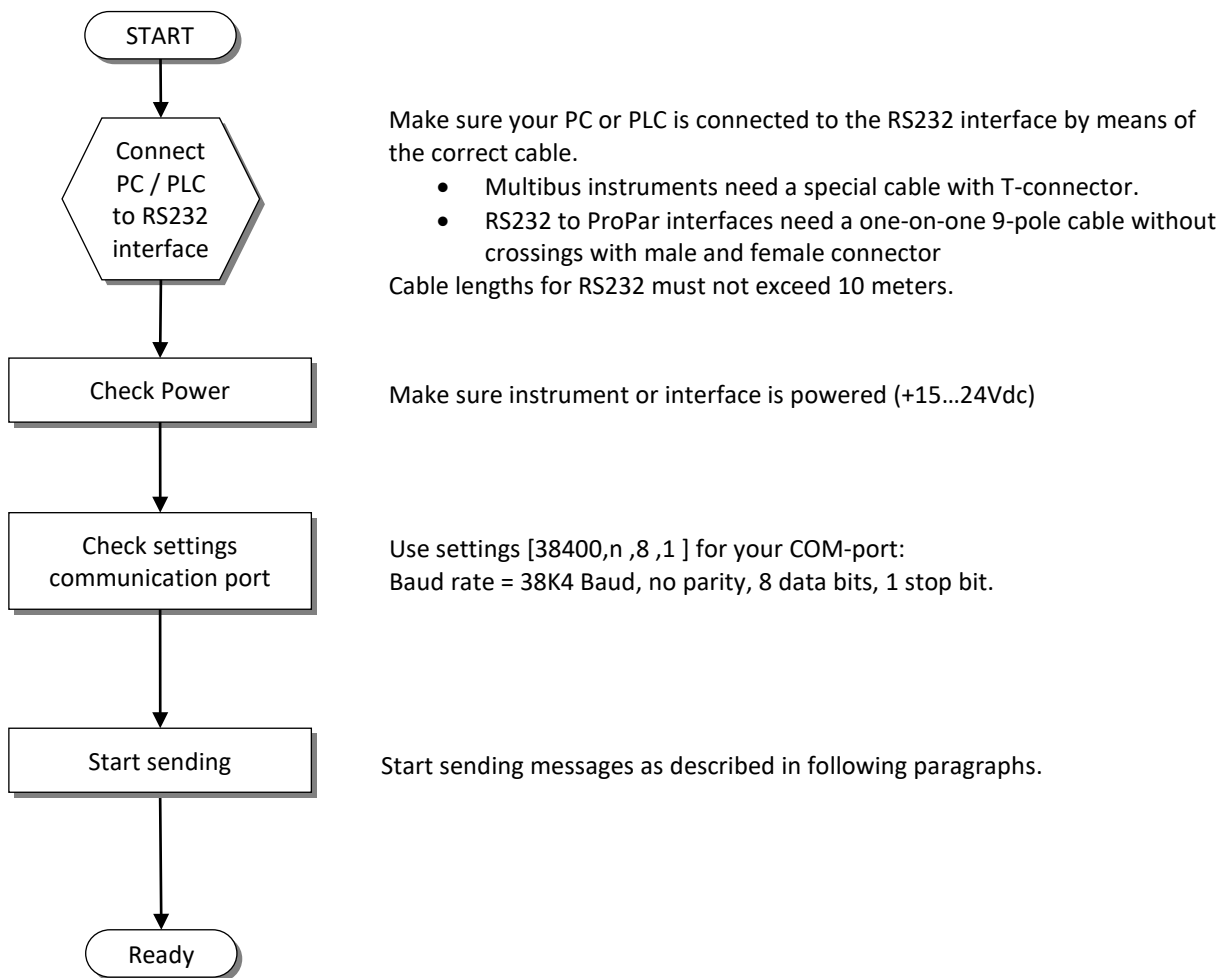 START
Connect
PC / PLC
to RS232
interface
Make sure your PC or PLC is connected to the RS232 interface by means of
the correct cable.
• Multibus instruments need a special cable with T-connector.
• RS232 to ProPar interfaces need a one-on-one 9-pole cable without
crossings with male and female connector
Cable lengths for RS232 must not exceed 10 meters.
Check Power
Make sure instrument or interface is powered (+15…24Vdc)
Check settings
communication port
Use settings [38400,n ,8 ,1 ] for your COM-port:
Baud rate = 38K4 Baud, no parity, 8 data bits, 1 stop bit.
Start sending
Start sending messages as described in following paragraphs.
Ready